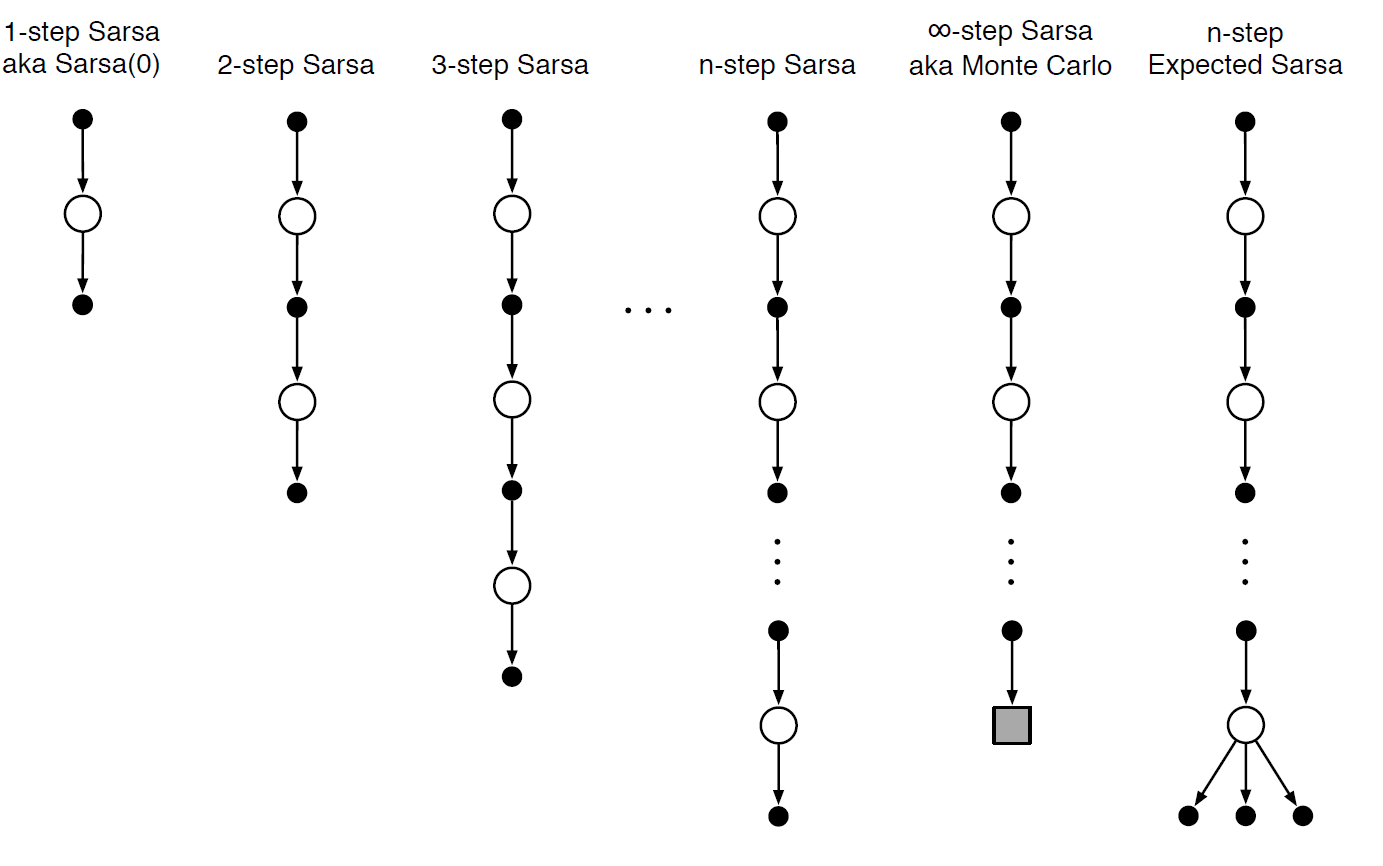 1-step Sarsa
aka Sarsa(0)
2-step Sarsa
3-step Sarsa
n-step Sarsa
∞-step Sarsa
aka Monte Carlo
n-step
Expected Sarsa